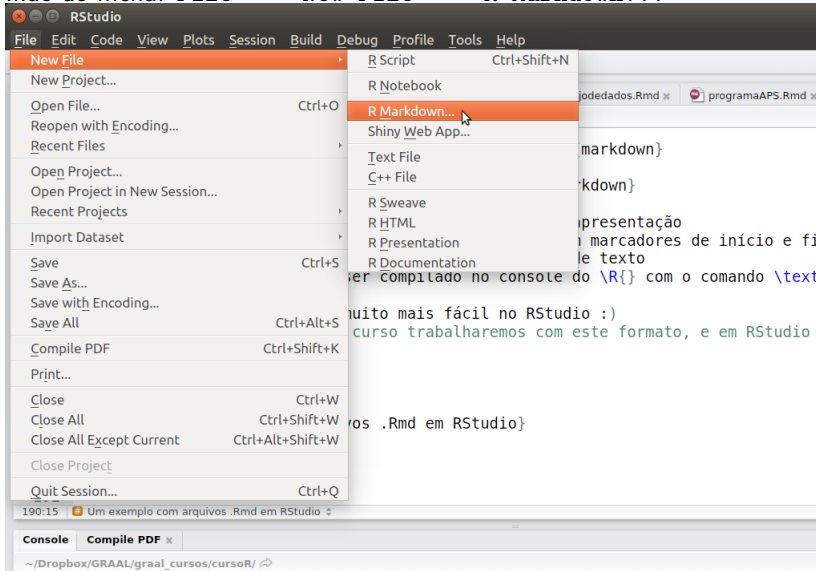 RStudio
File Edit Code View Plots Session Build Debug Profile Tools Help
New File
New Project...
Open File... Ctrl+O
Reopen with Encoding...
Recent Files
Open Project...
Open Project in New Session...
Recent Projects
Import Dataset
Save Ctrl+S
Save As...
Save with Encoding...
Save All Ctrl+Alt+S
Compile PDF Ctrl+Shift+K
Print...
Close Ctrl+W
Close All Ctrl+Shift+W
Close All Except Current Ctrl+Alt+Shift+W
Close Project
Quit Session... Ctrl+Q
R Script Ctrl+Shift+N
R Notebook
R Markdown...
Shiny Web App...
Text File
C++ File
R Sweave
R HTML
R Presentation
R Documentation
jodedados.Rmd programaAPS.Rmd
markdown}
kdown}
presentação
marcadores de início e fi
de texto
ser compilado no console do \R{} com o comando \text
muito mais fácil no RStudio :)
curso trabalharemos com este formato, e em RStudio
vos .Rmd em RStudio}
190:15 Um exemplo com arquivos .Rmd em RStudio
Console Compile PDF
~/Dropbox/GRAAL/graal_cursos/cursoR/